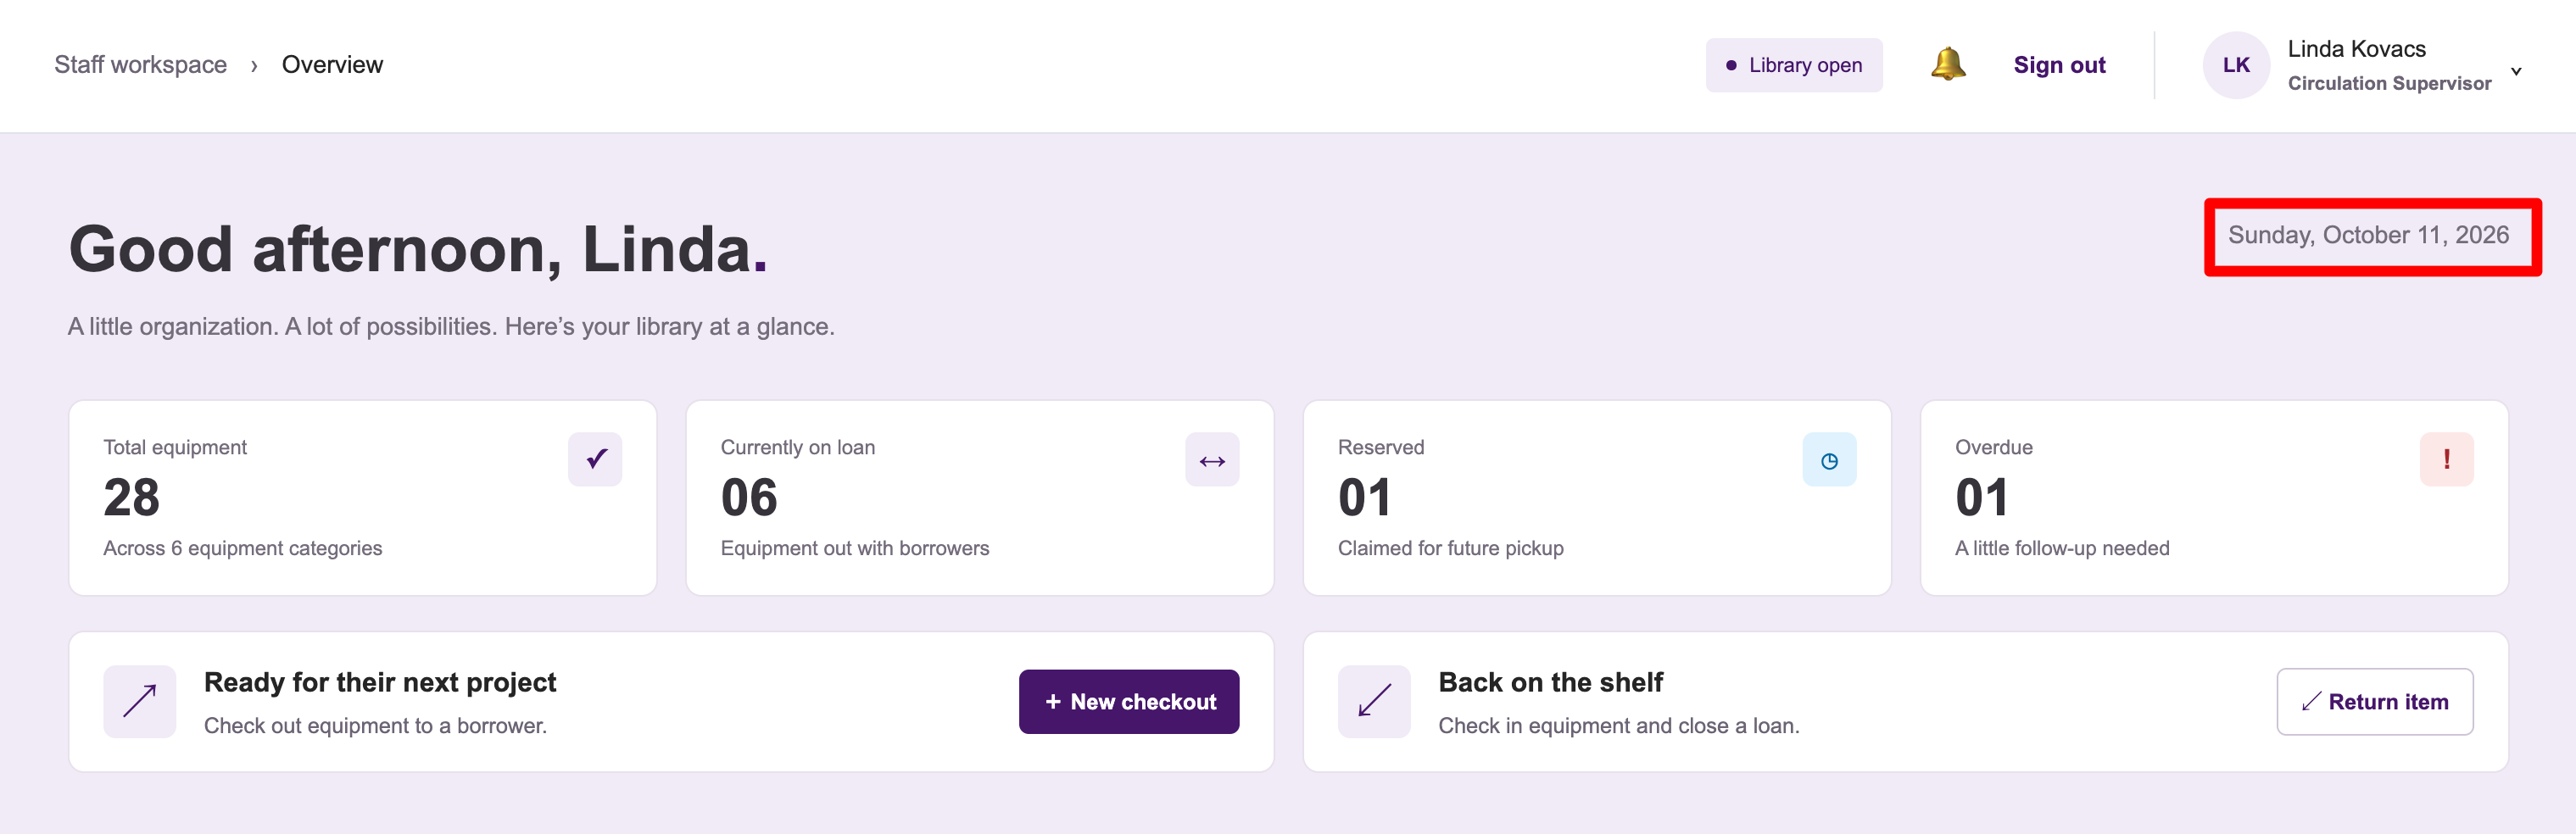 Staff workspace › Overview
Library open
Sign out
LK
Linda Kovacs
Circulation Supervisor
Good afternoon, Linda.
Sunday, October 11, 2026
A little organization. A lot of possibilities. Here’s your library at a glance.
Total equipment
28
Across 6 equipment categories
Currently on loan
06
Equipment out with borrowers
Reserved
01
Claimed for future pickup
Overdue
01
A little follow-up needed
!
Ready for their next project
Check out equipment to a borrower.
+ New checkout
Back on the shelf
Check in equipment and close a loan.
Return item